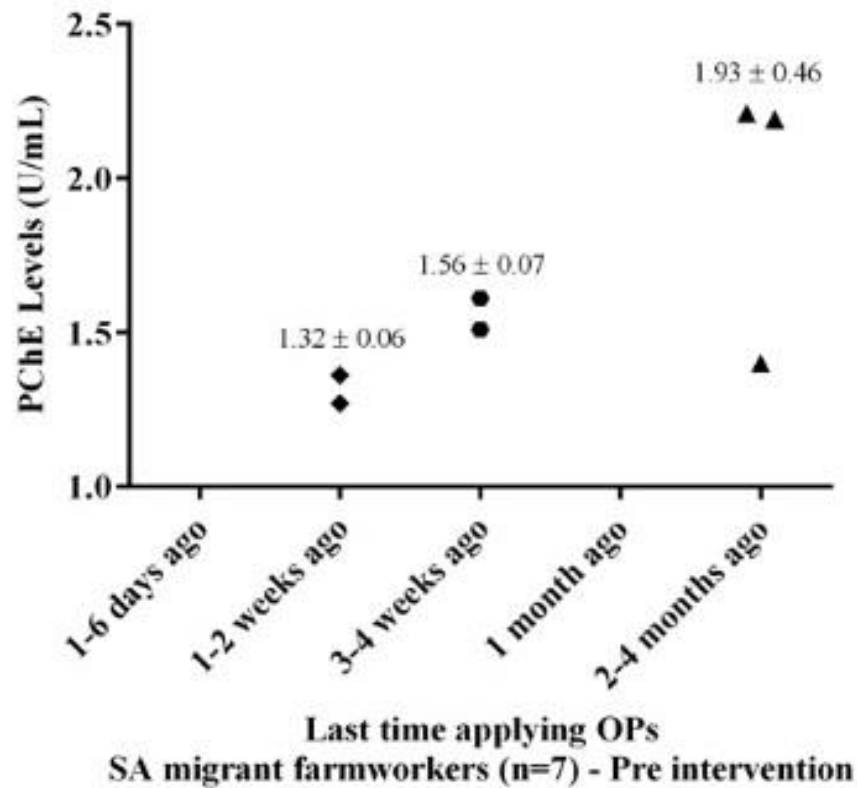 2.5
1.93 ± 0.46
PChE Levels (U/mL)
2.0
1.56 ± 0.07
1.5
1.32 ± 0.06
1.0
1-6 days ago
1-2 weeks ago
3-4 weeks ago
1 month ago
2-4 months ago
Last time applying OPs
SA migrant farmworkers (n=7) - Pre intervention